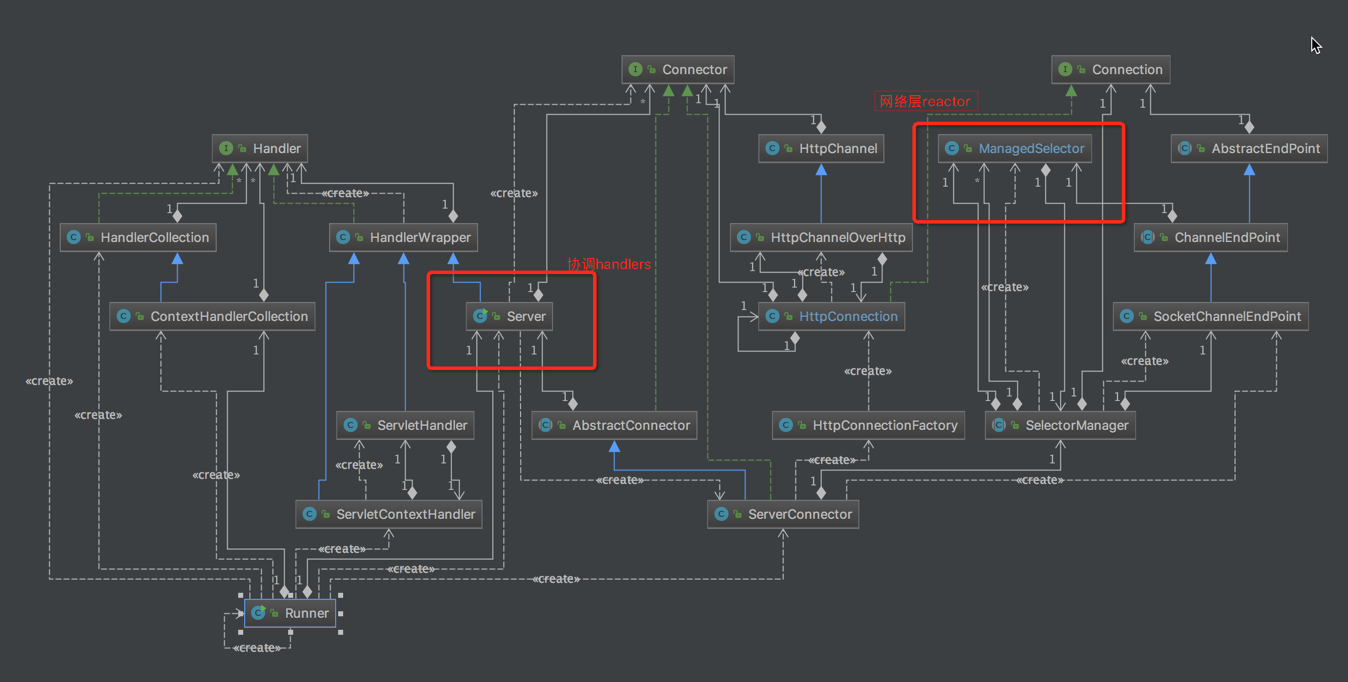 Connector
Connection
网络层reactor
* 1 1 1 1
Handler
HttpChannel
ManagedSelector
AbstractEndPoint
* * 1 «create» «create» 1 * 1 1
1 1 1
HandlerCollection
HandlerWrapper
HttpChannelOverHttp
ChannelEndPoint
协调handlers
1 «create» 1
1 1 1 1 «create»
ContextHandlerCollection
Server
1
HttpConnection
SocketChannelEndPoint
1 1 1 1 «create» 1
«create» «create»
1 1 1 1 1 1
«create»
ServletHandler
AbstractConnector
HttpConnectionFactory
SelectorManager
«create» 1 1 «create» 1
«create» «create» 1 1 1 «create»
ServletContextHandler
ServerConnector
«create»
«create»
«create»
1 1
Runner
«create»